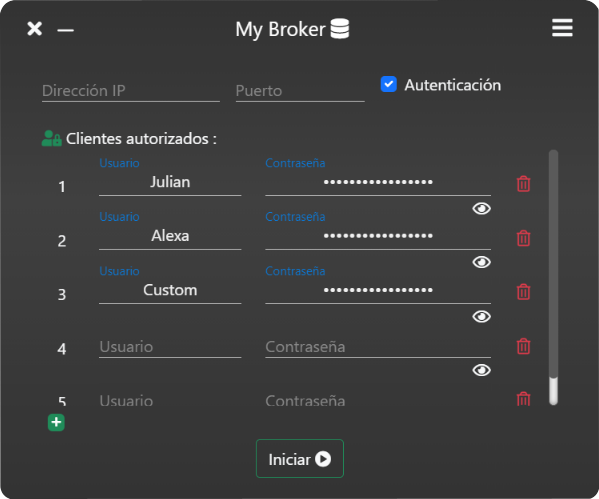 My Broker
Dirección IP Puerto Autenticación
Clientes autorizados :
Usuario Contraseña
1 Julian •••••••••••••••••
Usuario Contraseña
2 Alexa •••••••••••••••••
Usuario Contraseña
3 Custom •••••••••••••••••
4 Usuario Contraseña
5 Usuario Contraseña
Iniciar